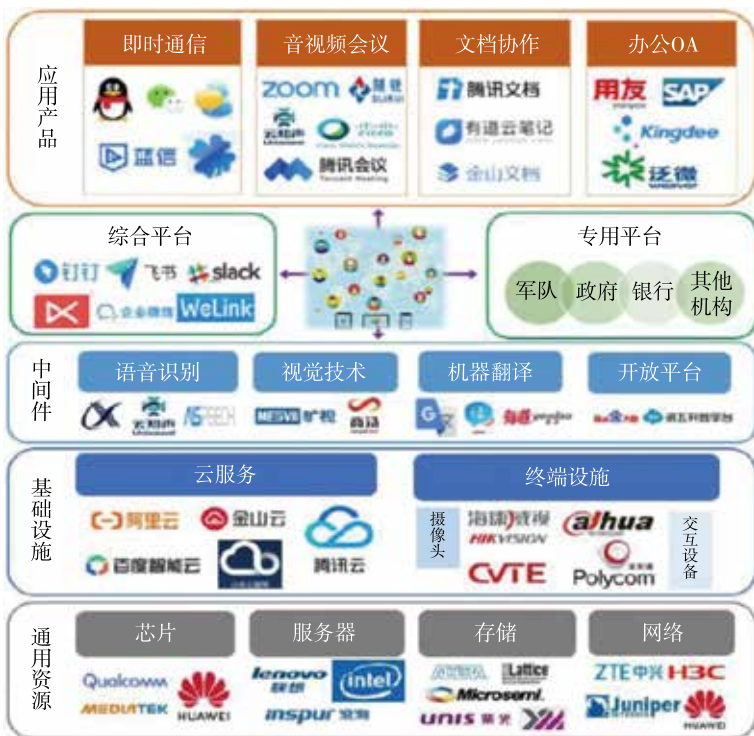 应用产品
即时通信
蓝信
音视频会议
zoom
云知声
腾讯会议
Tencent Meeting
文档协作
腾讯文档
有道云笔记
金山文档
办公OA
用友
SAP
Kingdee
泛微
weaver
综合平台
钉钉
飞书
slack
企业微信
WeLink
专用平台
军队
政府
银行
其他
机构
中间件
语音识别
云知声
视觉技术
旷视
商汤
机器翻译
有道
开放平台
基础设施
云服务
阿里云
金山云
百度智能云
腾讯云
终端设施
摄像头
海康威视
HIKVISION
alhua
CVTE
Polycom
交互设备
通用资源
芯片
Qualcomm
MEDIATEK
HUAWEI
服务器
lenovo
联想
intel
inspur 浪潮
存储
Lattice
Microsemi
UNIS 紫光
网络
ZTE中兴
H3C
Juniper
HUAWEI